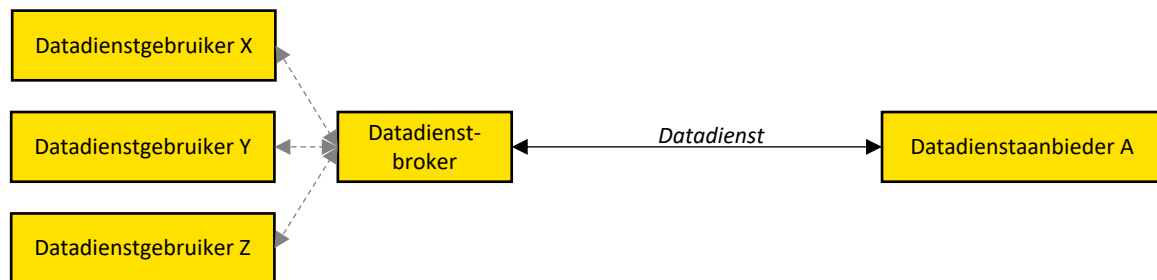 Datadienstgebruiker X
Datadienstgebruiker Y
Datadienst-
broker
Datadienst
Datadienstaanbieder A
Datadienstgebruiker Z